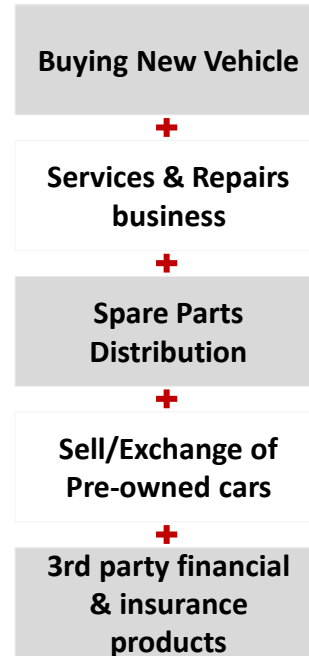 Buying New Vehicle
+
Services & Repairs
business
+
Spare Parts
Distribution
+
Sell/Exchange of
Pre-owned cars
+
3rd party financial
& insurance
products